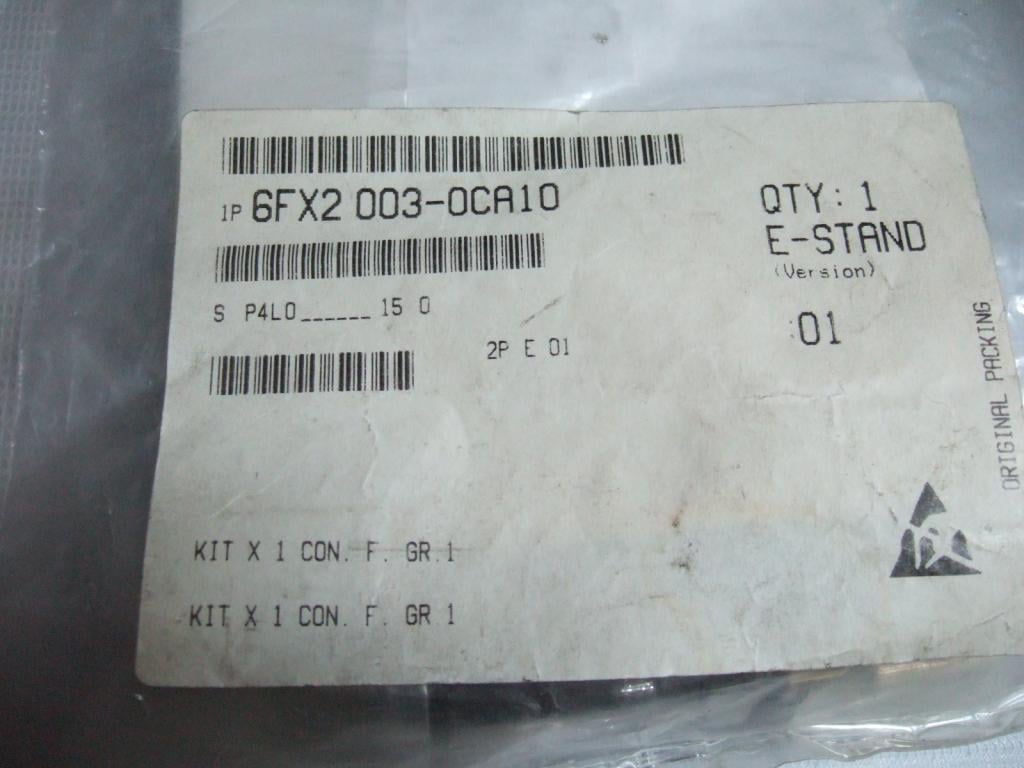 1P 6FX2 003-0CA10
QTY: 1
E-STAND
(Version)
S P4L0______ 15 0
:01
2P E 01
ORIGINAL PACKING
KIT X 1 CON. F. GR.1
KIT X 1 CON. F. GR 1